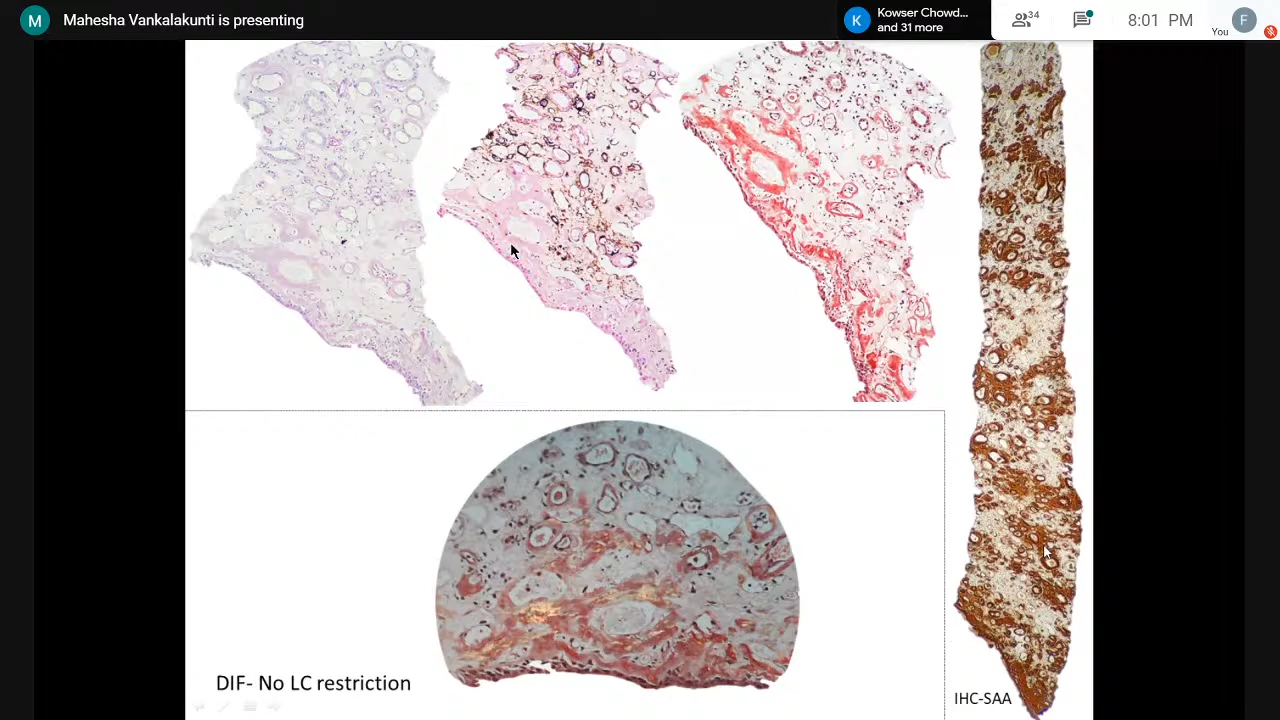 M Mahesha Vankalakunti is presenting
K Kowser Chowd...
and 31 more
34
8:01 PM
You
F
DIF- No LC restriction
IHC-SAA